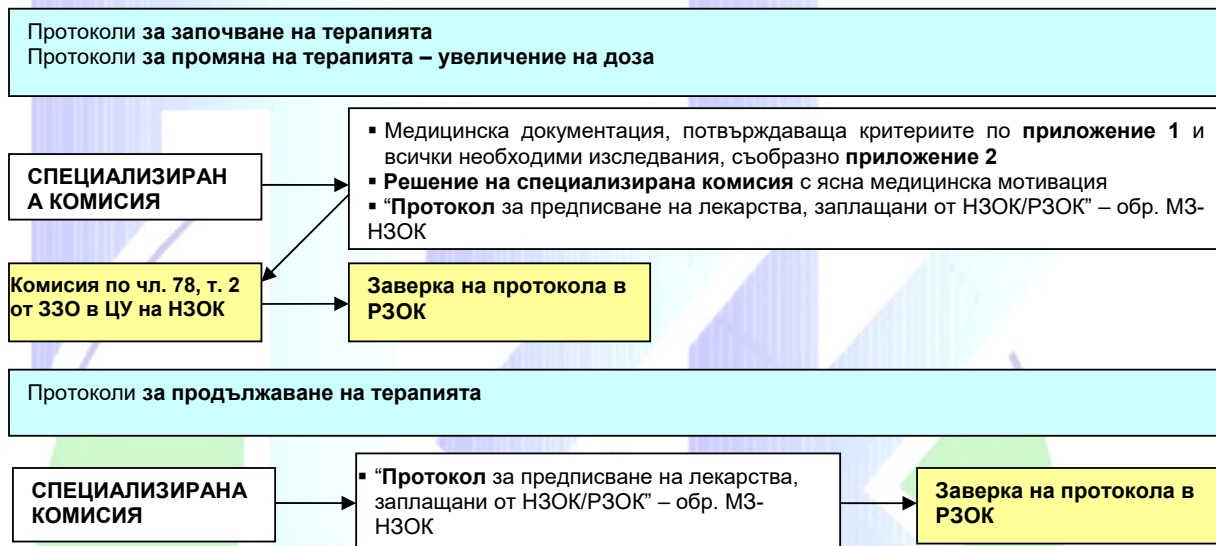 Протоколи за започване на терапията
Протоколи за промяна на терапията – увеличение на доза
СПЕЦИАЛИЗИРАН
А КОМИСИЯ
▪ Медицинска документация, потвърждаваща критериите по приложение 1 и
всички необходими изследвания, съобразно приложение 2
▪ Решение на специализирана комисия с ясна медицинска мотивация
▪ “Протокол за предписване на лекарства, заплащани от НЗОК/РЗОК” – обр. МЗ-
НЗОК
Комисия по чл. 78, т. 2
от ЗЗО в ЦУ на НЗОК
Заверка на протокола в
РЗОК
Протоколи за продължаване на терапията
СПЕЦИАЛИЗИРАНА
КОМИСИЯ
▪ “Протокол за предписване на лекарства,
заплащани от НЗОК/РЗОК” – обр. МЗ-
НЗОК
Заверка на протокола в
РЗОК